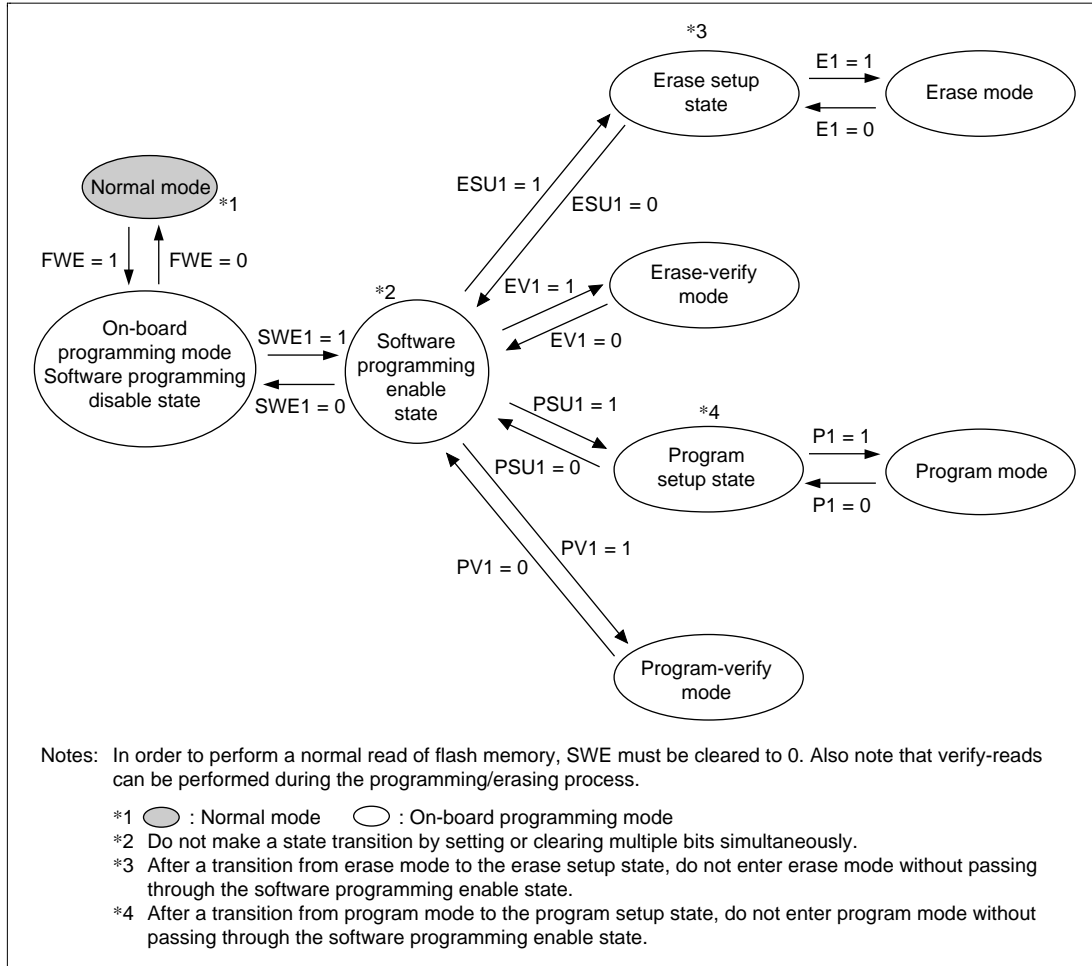 *3
Erase setup
state
E1 = 1
E1 = 0
Erase mode
Normal mode
*1
FWE = 1
FWE = 0
ESU1 = 1
ESU1 = 0
On-board
programming mode
Software programming
disable state
SWE1 = 1
SWE1 = 0
*2
Software
programming
enable
state
EV1 = 1
EV1 = 0
Erase-verify
mode
PSU1 = 1
PSU1 = 0
*4
Program
setup state
P1 = 1
P1 = 0
Program mode
PV1 = 1
PV1 = 0
Program-verify
mode
Notes: In order to perform a normal read of flash memory, SWE must be cleared to 0. Also note that verify-reads
can be performed during the programming/erasing process.
*1 : Normal mode : On-board programming mode
*2 Do not make a state transition by setting or clearing multiple bits simultaneously.
*3 After a transition from erase mode to the erase setup state, do not enter erase mode without passing
through the software programming enable state.
*4 After a transition from program mode to the program setup state, do not enter program mode without
passing through the software programming enable state.